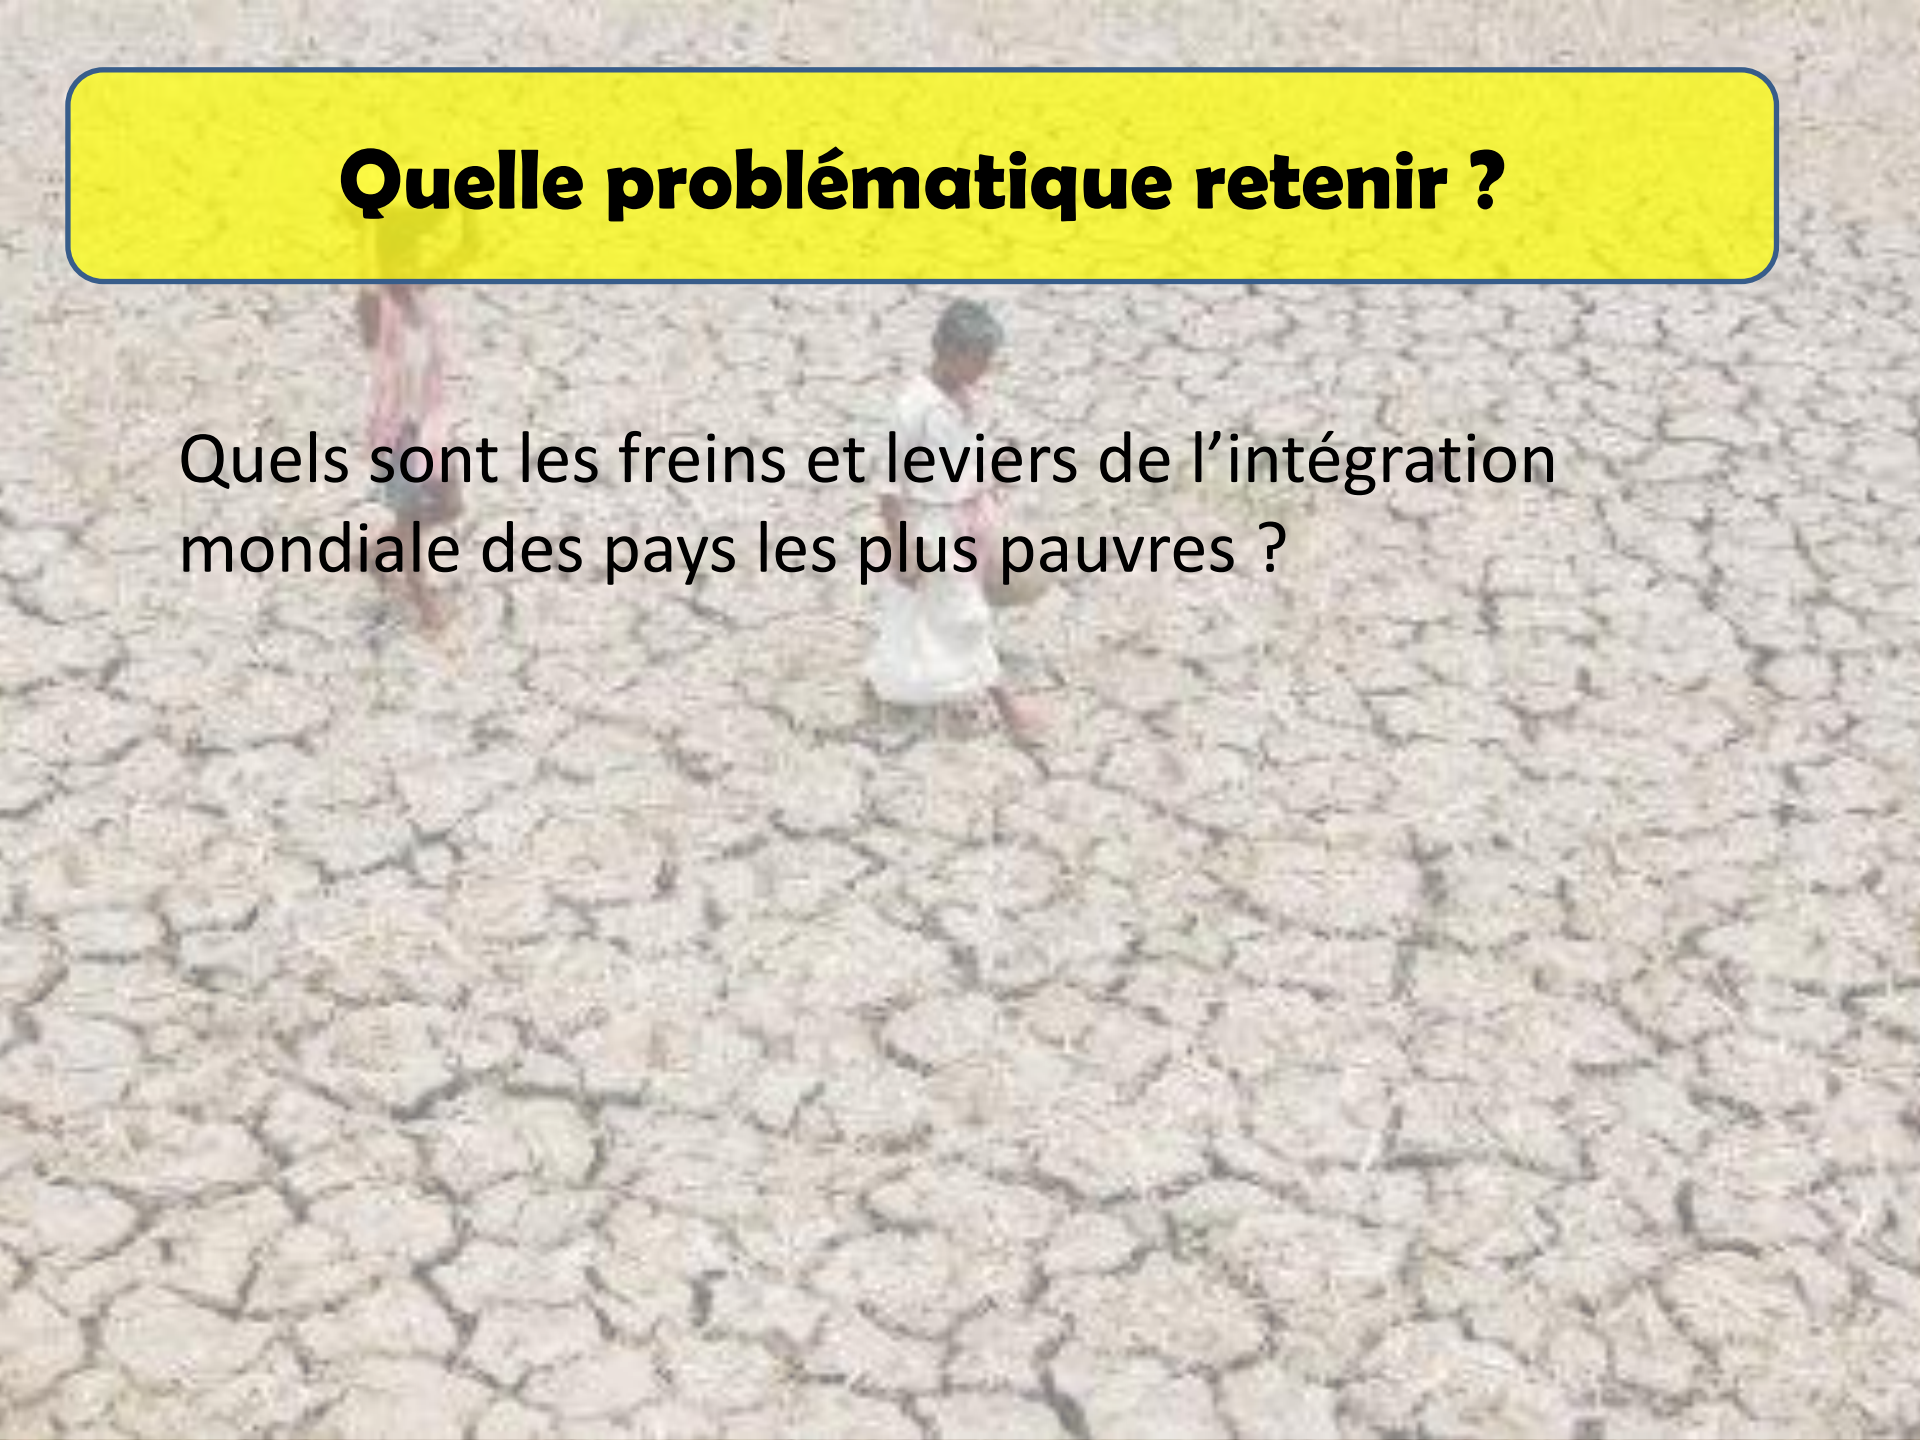 Quelle problématique retenir ?
Quels sont les freins et leviers de l’intégration
mondiale des pays les plus pauvres ?